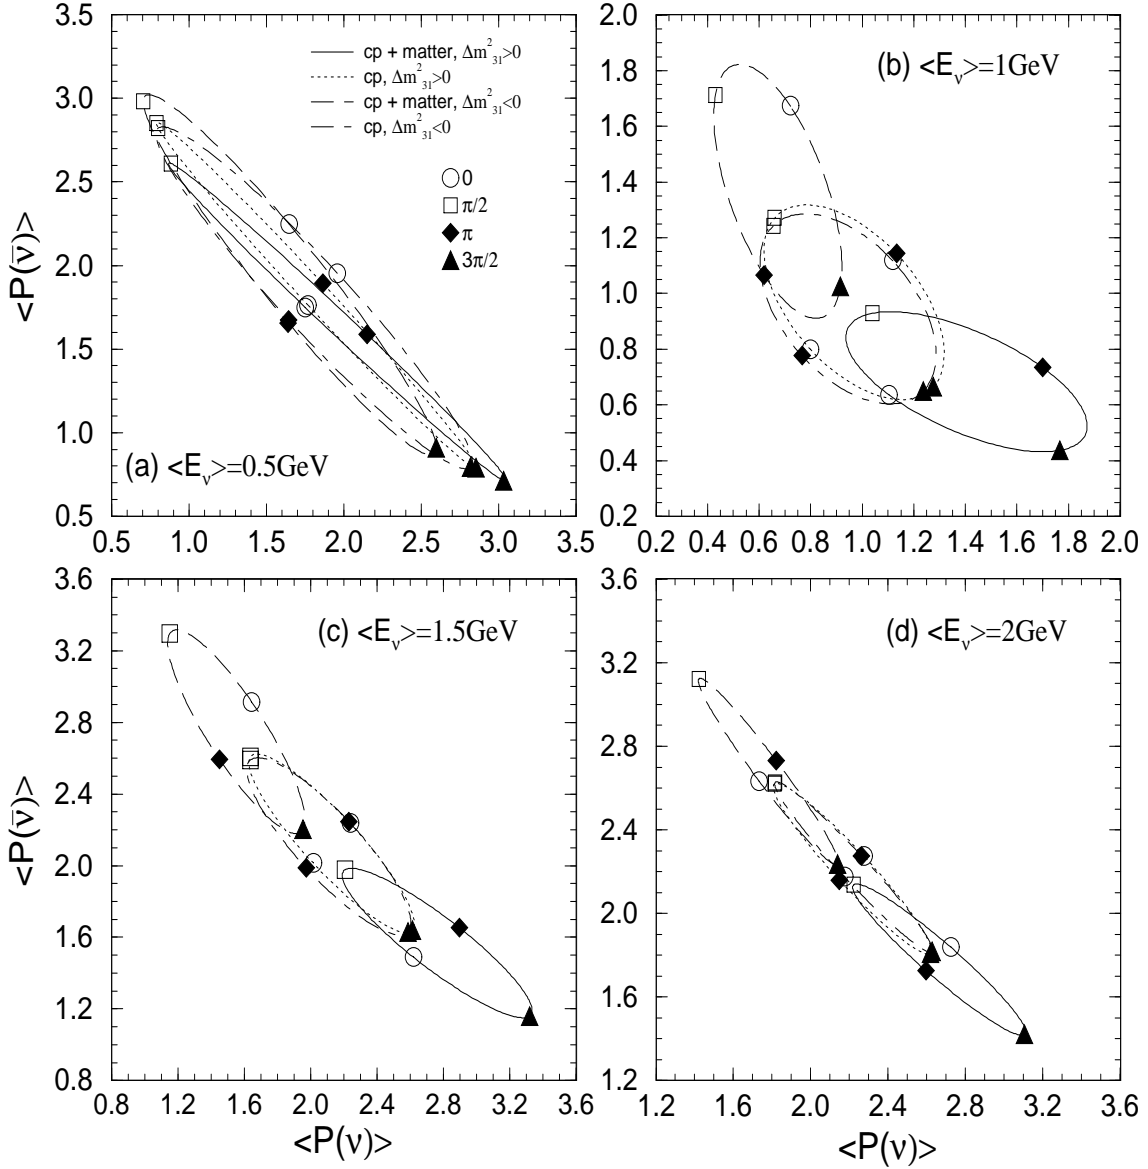 3.5
3.0
2.5
2.0
1.5
1.0
0.5
<P(ν̄)>
cp + matter, Δm²₃₁>0
cp, Δm²₃₁>0
cp + matter, Δm²₃₁<0
cp, Δm²₃₁<0
0
π/2
π
3π/2
(a) <Eᵥ>=0.5GeV
0.5 1.0 1.5 2.0 2.5 3.0 3.5
2.0
1.8
1.6
1.4
1.2
1.0
0.8
0.6
0.4
0.2
(b) <Eᵥ>=1GeV
0.2 0.4 0.6 0.8 1.0 1.2 1.4 1.6 1.8 2.0
3.6
3.2
2.8
2.4
2.0
1.6
1.2
0.8
<P(ν̄)>
(c) <Eᵥ>=1.5GeV
0.8 1.2 1.6 2.0 2.4 2.8 3.2 3.6
<P(ν)>
3.6
3.2
2.8
2.4
2.0
1.6
1.2
(d) <Eᵥ>=2GeV
1.2 1.6 2.0 2.4 2.8 3.2 3.6
<P(ν)>